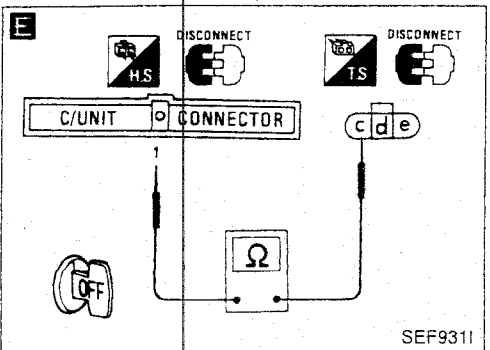 E
DISCONNECT
H.S
DISCONNECT
T.S
C/UNIT O CONNECTOR
c d e
1
Ω
OFF
SEF931I